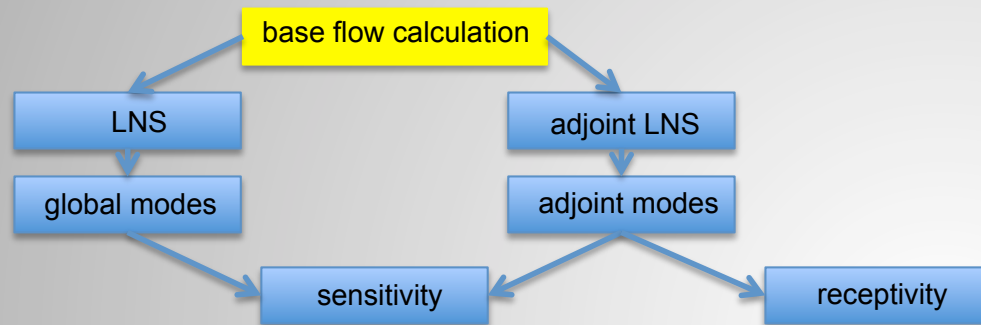 base flow calculation
LNS
adjoint LNS
global modes
adjoint modes
sensitivity
receptivity